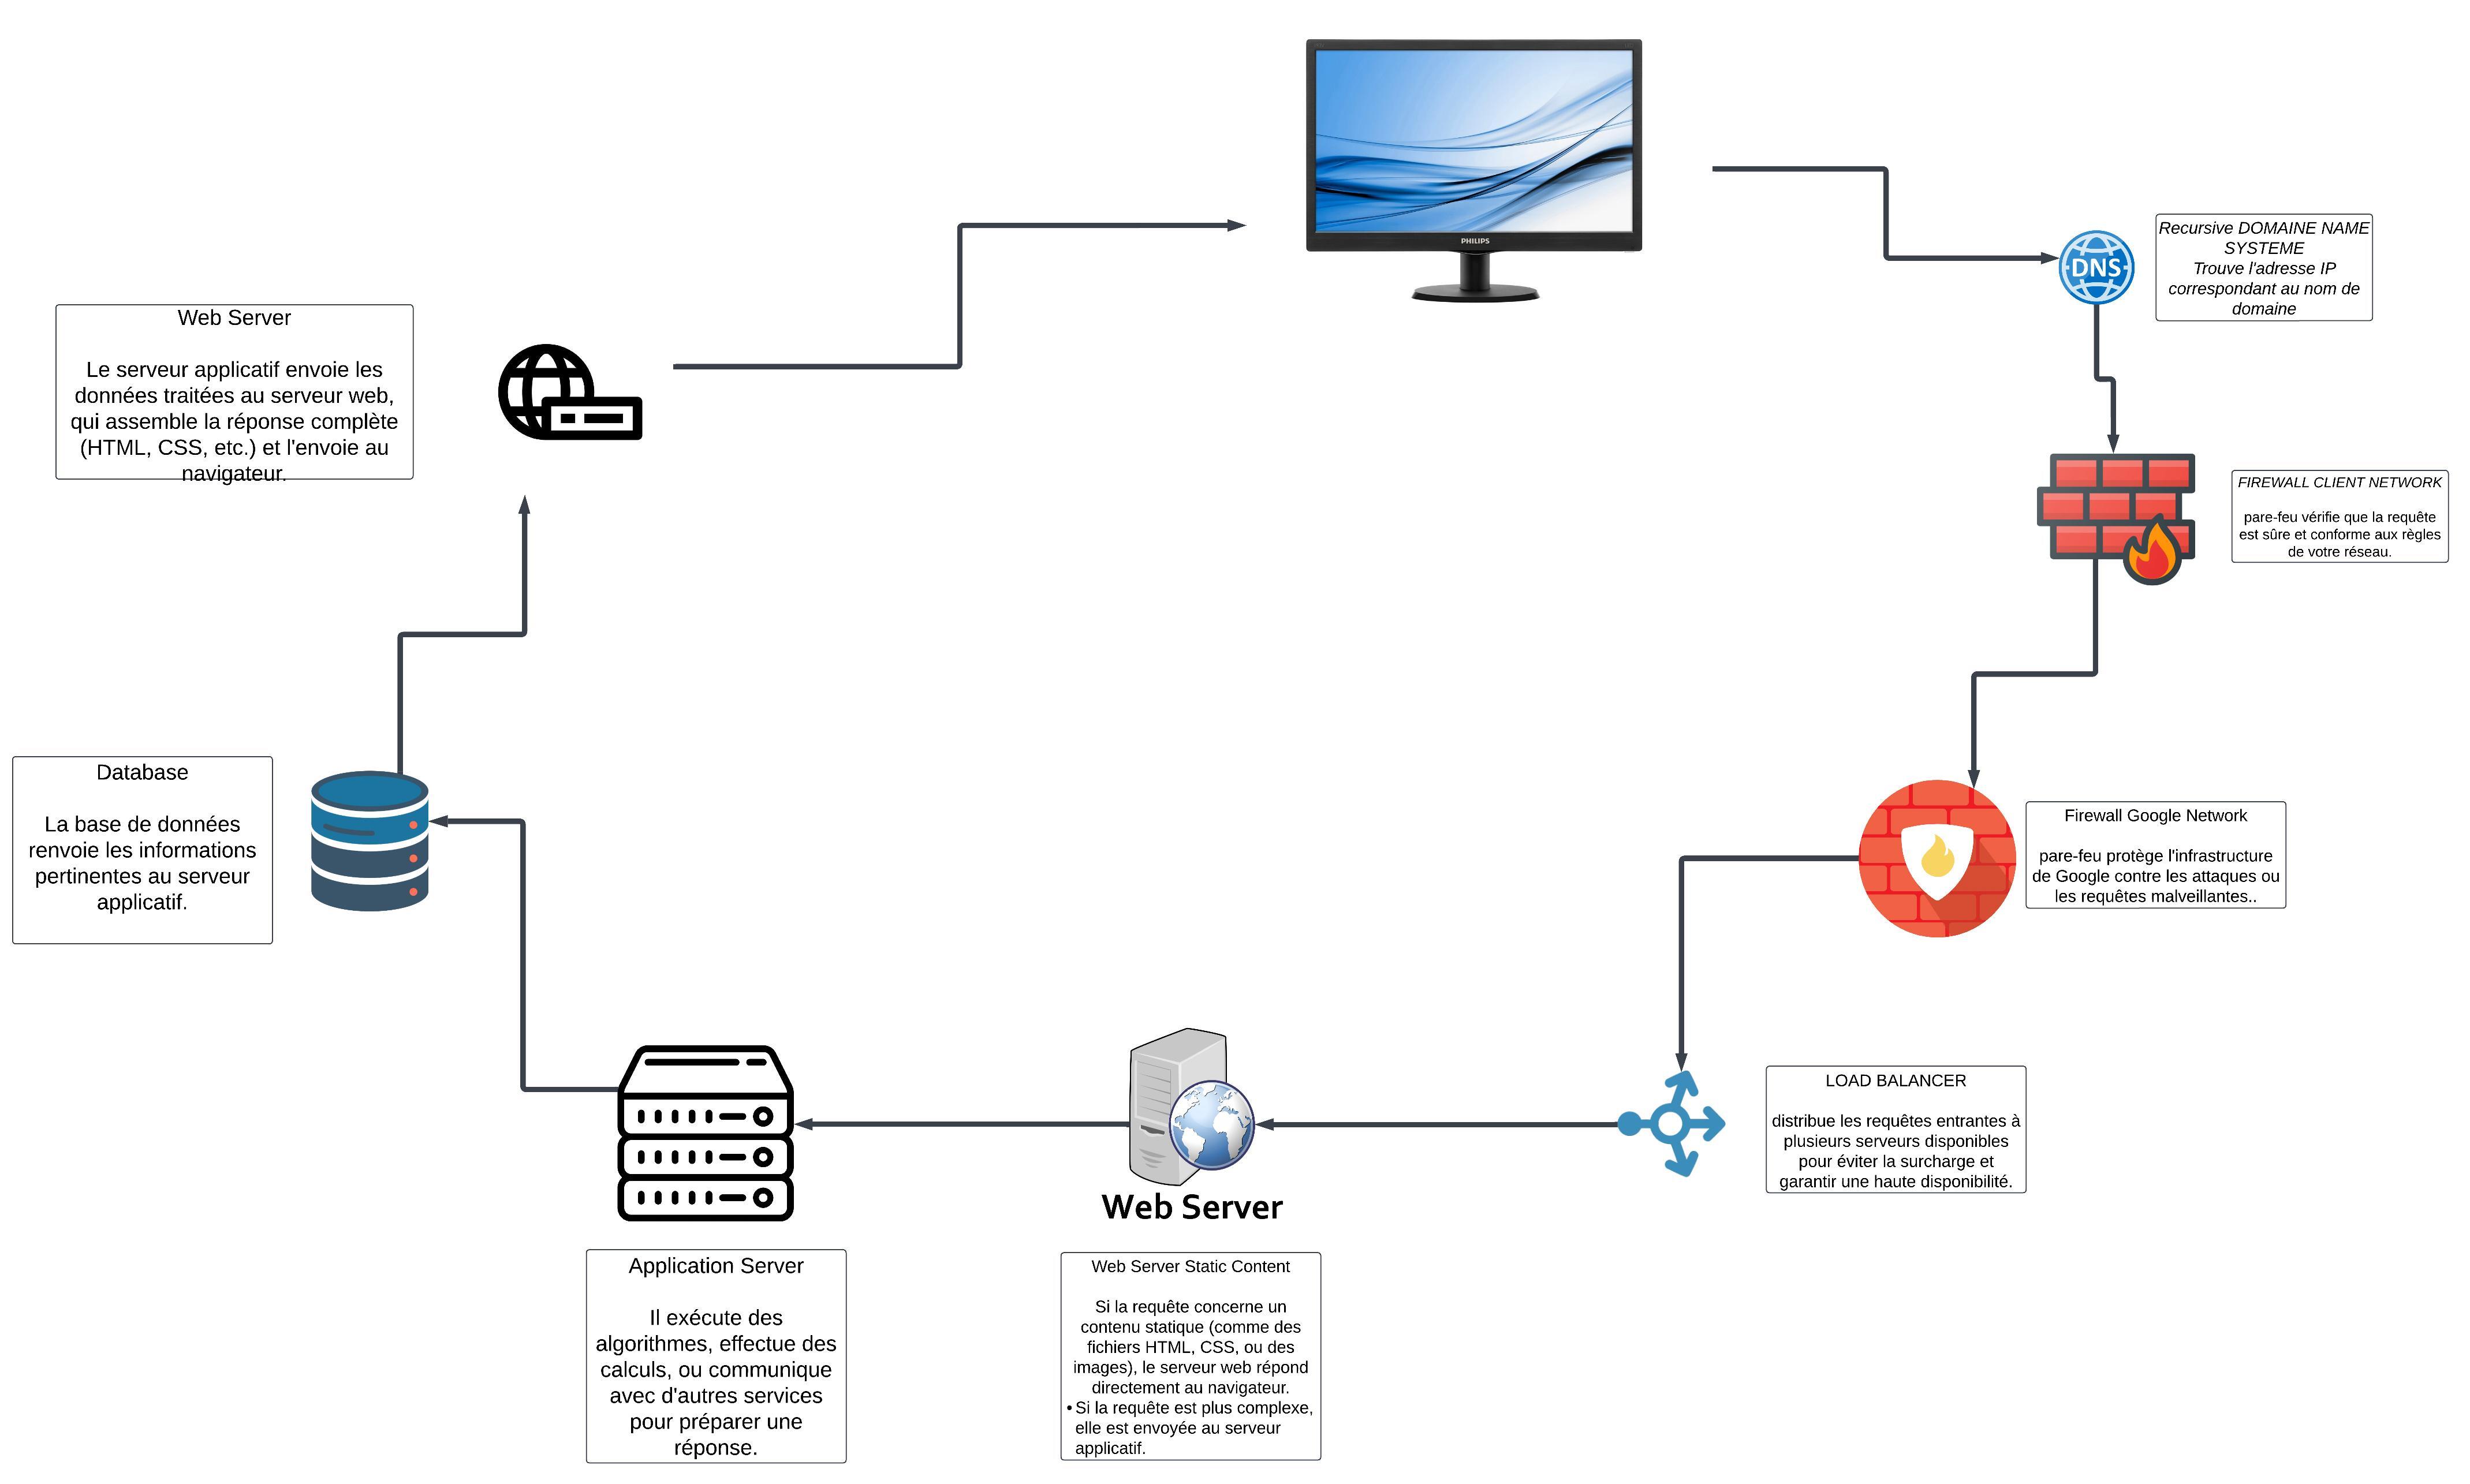 PHILIPS
DNS
Recursive DOMAINE NAME
SYSTEME
Trouve l'adresse IP
correspondant au nom de
domaine
Web Server
Le serveur applicatif envoie les
données traitées au serveur web,
qui assemble la réponse complète
(HTML, CSS, etc.) et l'envoie au
navigateur.
FIREWALL CLIENT NETWORK
pare-feu vérifie que la requête
est sûre et conforme aux règles
de votre réseau.
Database
La base de données
renvoie les informations
pertinentes au serveur
applicatif.
Firewall Google Network
pare-feu protège l'infrastructure
de Google contre les attaques ou
les requêtes malveillantes..
LOAD BALANCER
distribue les requêtes entrantes à
plusieurs serveurs disponibles
pour éviter la surcharge et
garantir une haute disponibilité.
Web Server
Application Server
Il exécute des
algorithmes, effectue des
calculs, ou communique
avec d'autres services
pour préparer une
réponse.
Web Server Static Content
Si la requête concerne un
contenu statique (comme des
fichiers HTML, CSS, ou des
images), le serveur web répond
directement au navigateur.
• Si la requête est plus complexe,
elle est envoyée au serveur
applicatif.